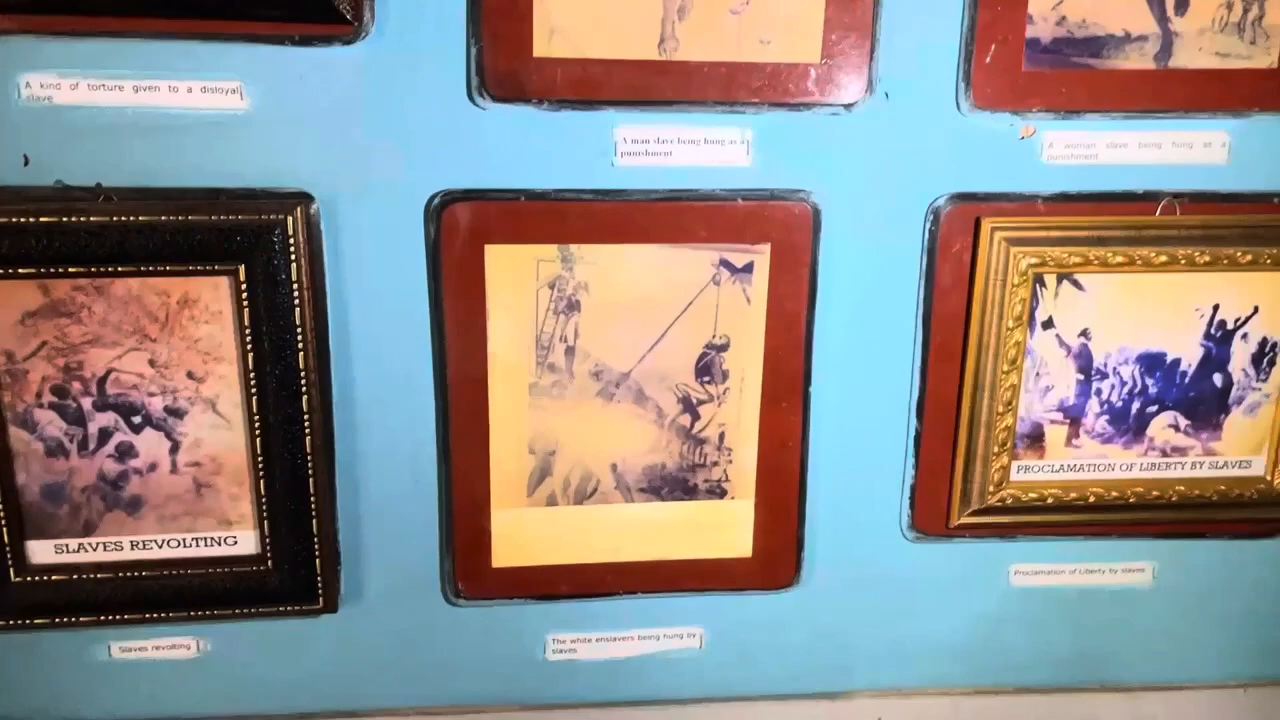 A kind of torture given to a disloyal
slave
A man slave being hung as a
punishment
A woman slave being hung as a
punishment
SLAVES REVOLTING
PROCLAMATION OF LIBERTY BY SLAVES
Slaves revolting
The white enslavers being hung by
slaves
Proclamation of Liberty by slaves